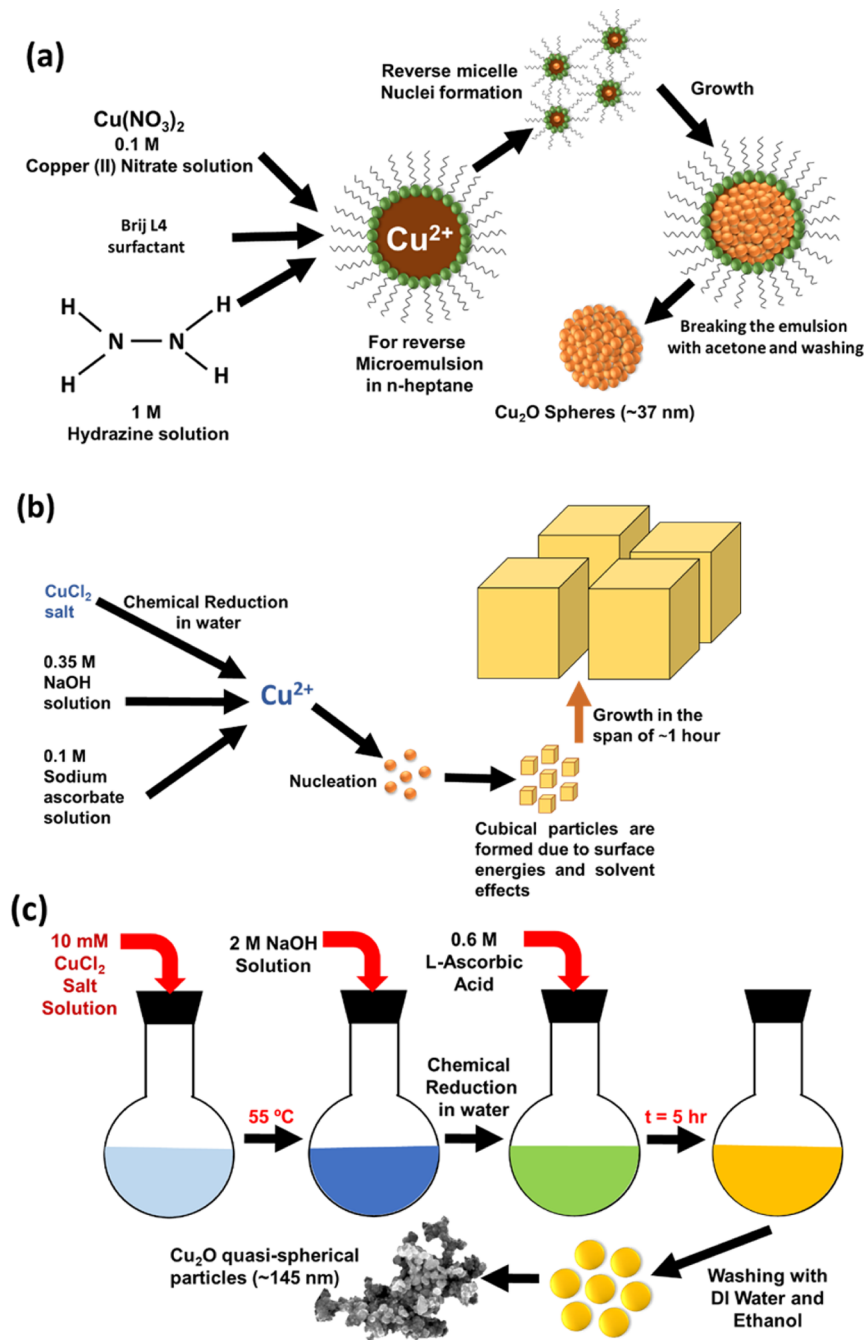 (a)
Cu(NO₃)₂
0.1 M
Copper (II) Nitrate solution
Brij L4
surfactant
H
H
N
N
H
H
1 M
Hydrazine solution
Cu²⁺
For reverse
Microemulsion
in n-heptane
Reverse micelle
Nuclei formation
Growth
Breaking the emulsion
with acetone and washing
Cu₂O Spheres (~37 nm)
(b)
CuCl₂
salt
Chemical Reduction
in water
0.35 M
NaOH
solution
0.1 M
Sodium
ascorbate
solution
Cu²⁺
Nucleation
Growth in the
span of ~1 hour
Cubical particles are
formed due to surface
energies and solvent
effects
(c)
10 mM
CuCl₂
Salt
Solution
2 M NaOH
Solution
0.6 M
L-Ascorbic
Acid
55 ºC
Chemical
Reduction
in water
t = 5 hr
Cu₂O quasi-spherical
particles (~145 nm)
Washing with
DI Water and
Ethanol